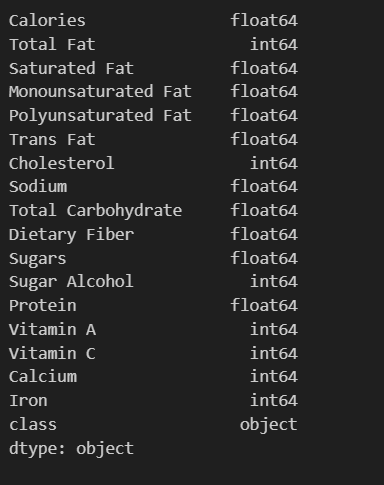 Calories float64
Total Fat int64
Saturated Fat float64
Monounsaturated Fat float64
Polyunsaturated Fat float64
Trans Fat float64
Cholesterol int64
Sodium float64
Total Carbohydrate float64
Dietary Fiber float64
Sugars float64
Sugar Alcohol int64
Protein float64
Vitamin A int64
Vitamin C int64
Calcium int64
Iron int64
class object
dtype: object